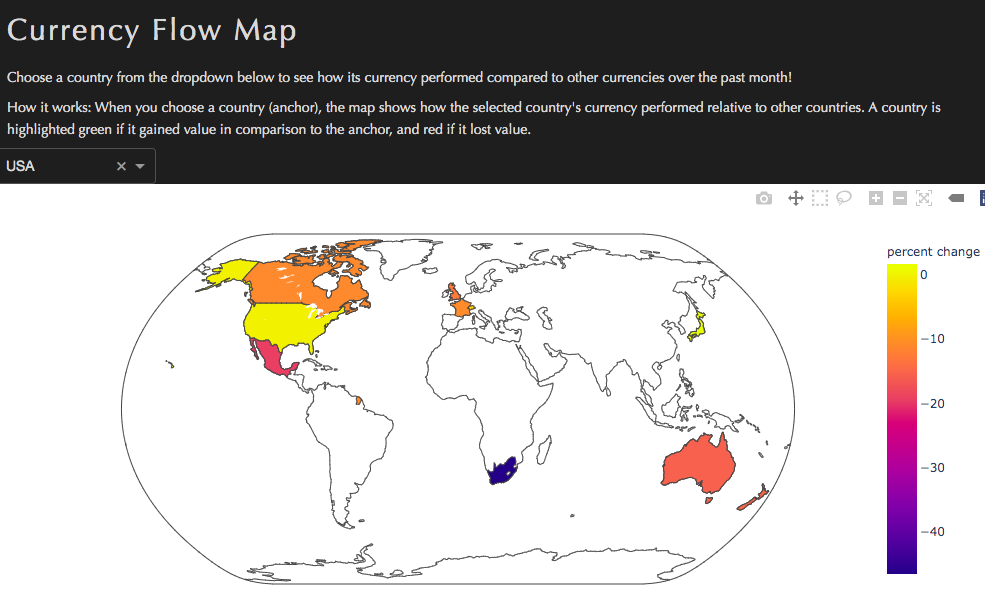 Currency Flow Map
Choose a country from the dropdown below to see how its currency performed compared to other currencies over the past month!
How it works: When you choose a country (anchor), the map shows how the selected country's currency performed relative to other countries. A country is
highlighted green if it gained value in comparison to the anchor, and red if it lost value.
USA
percent change
0
−10
−20
−30
−40